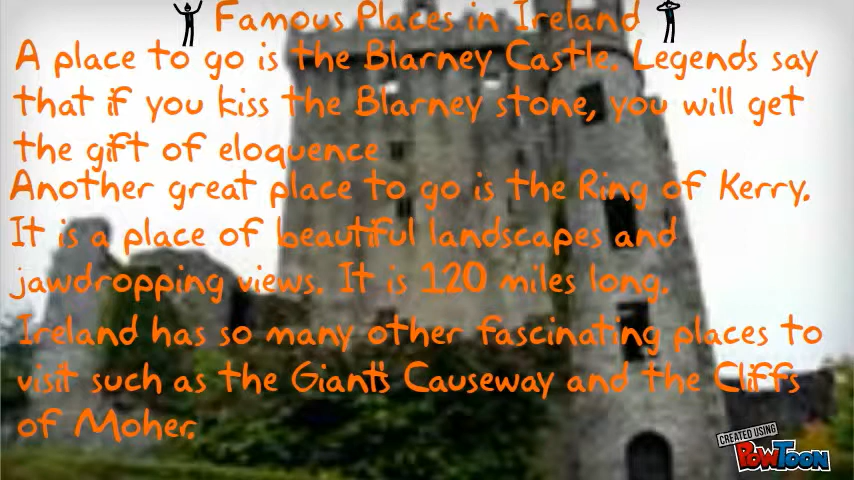 Famous Places in Ireland
A place to go is the Blarney Castle. Legends say
that if you kiss the Blarney stone, you will get
the gift of eloquence
Another great place to go is the Ring of Kerry.
It is a place of beautiful landscapes and
jawdropping views. It is 120 miles long.
Ireland has so many other fascinating places to
visit such as the Giant's Causeway and the Cliffs
of Moher.
CREATED USING
POWTOON